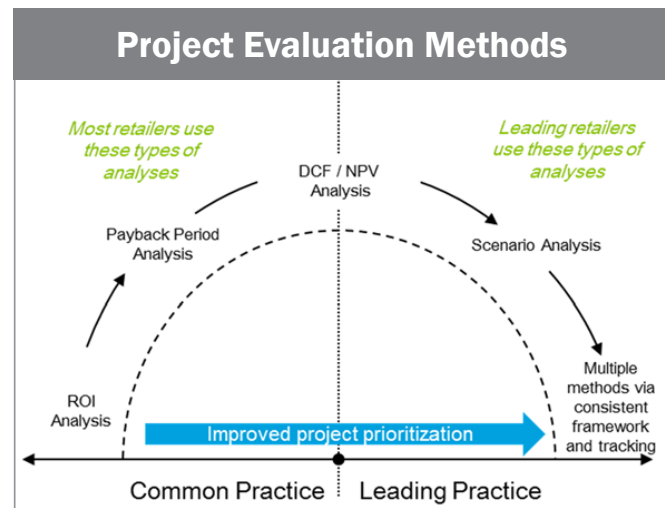 Project Evaluation Methods
Most retailers use
these types of
analyses
Leading retailers
use these types of
analyses
DCF / NPV
Analysis
Payback Period
Analysis
Scenario Analysis
ROI
Analysis
Multiple
methods via
consistent
framework
and tracking
Improved project prioritization
Common Practice
Leading Practice